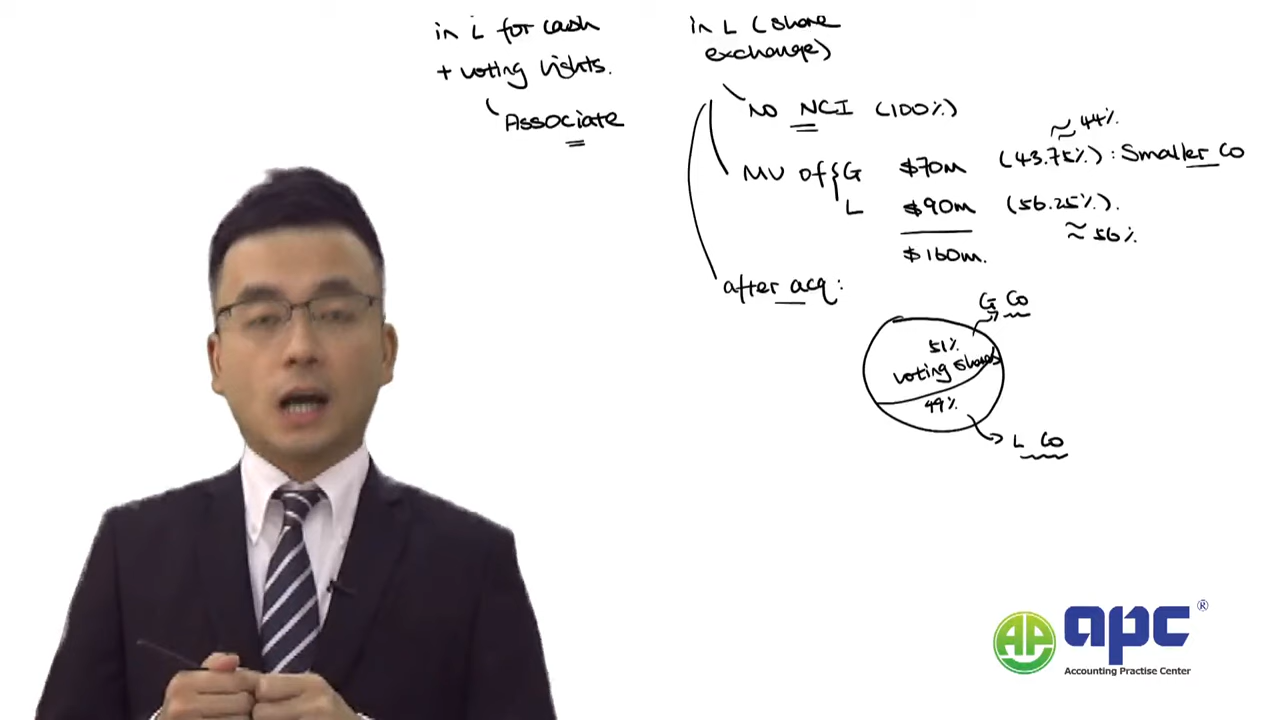 in L for cash
+ voting rights.
Associate
in L (share
exchange)
No NCI (100%)
≈ 44%
MV of { G $70m (43.75%) : Smaller Co
L $90m (56.25%).
≈ 56%
$160m.
after acq:
G Co
51%
voting shares
49%
L Co
AP
apc®
Accounting Practise Center